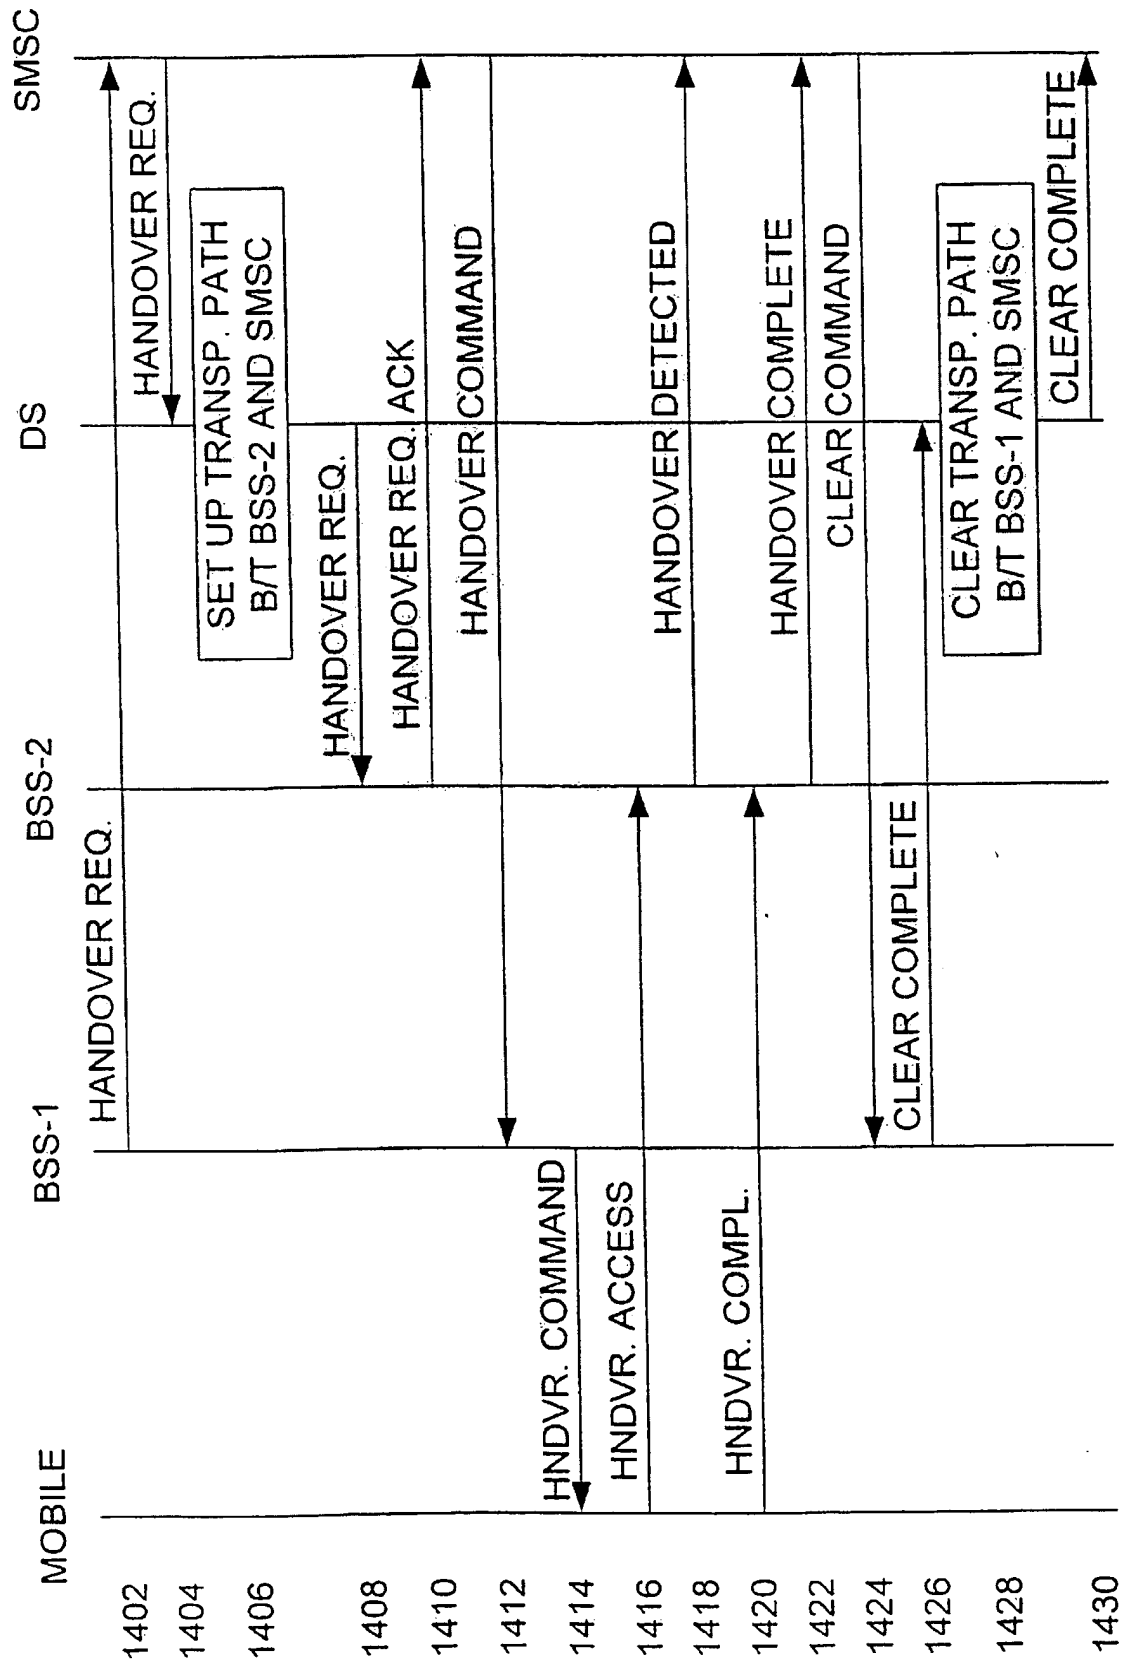 MOBILE
BSS-1
BSS-2
DS
SMSC
1402
HANDOVER REQ.
1404
HANDOVER REQ.
1406
SET UP TRANSP. PATH
B/T BSS-2 AND SMSC
1408
HANDOVER REQ.
1410
HANDOVER REQ. ACK
1412
HANDOVER COMMAND
1414
HNDVR. COMMAND
1416
HNDVR. ACCESS
1418
HANDOVER DETECTED
1420
HNDVR. COMPL.
1422
HANDOVER COMPLETE
1424
CLEAR COMMAND
1426
CLEAR COMPLETE
1428
CLEAR TRANSP. PATH
B/T BSS-1 AND SMSC
1430
CLEAR COMPLETE